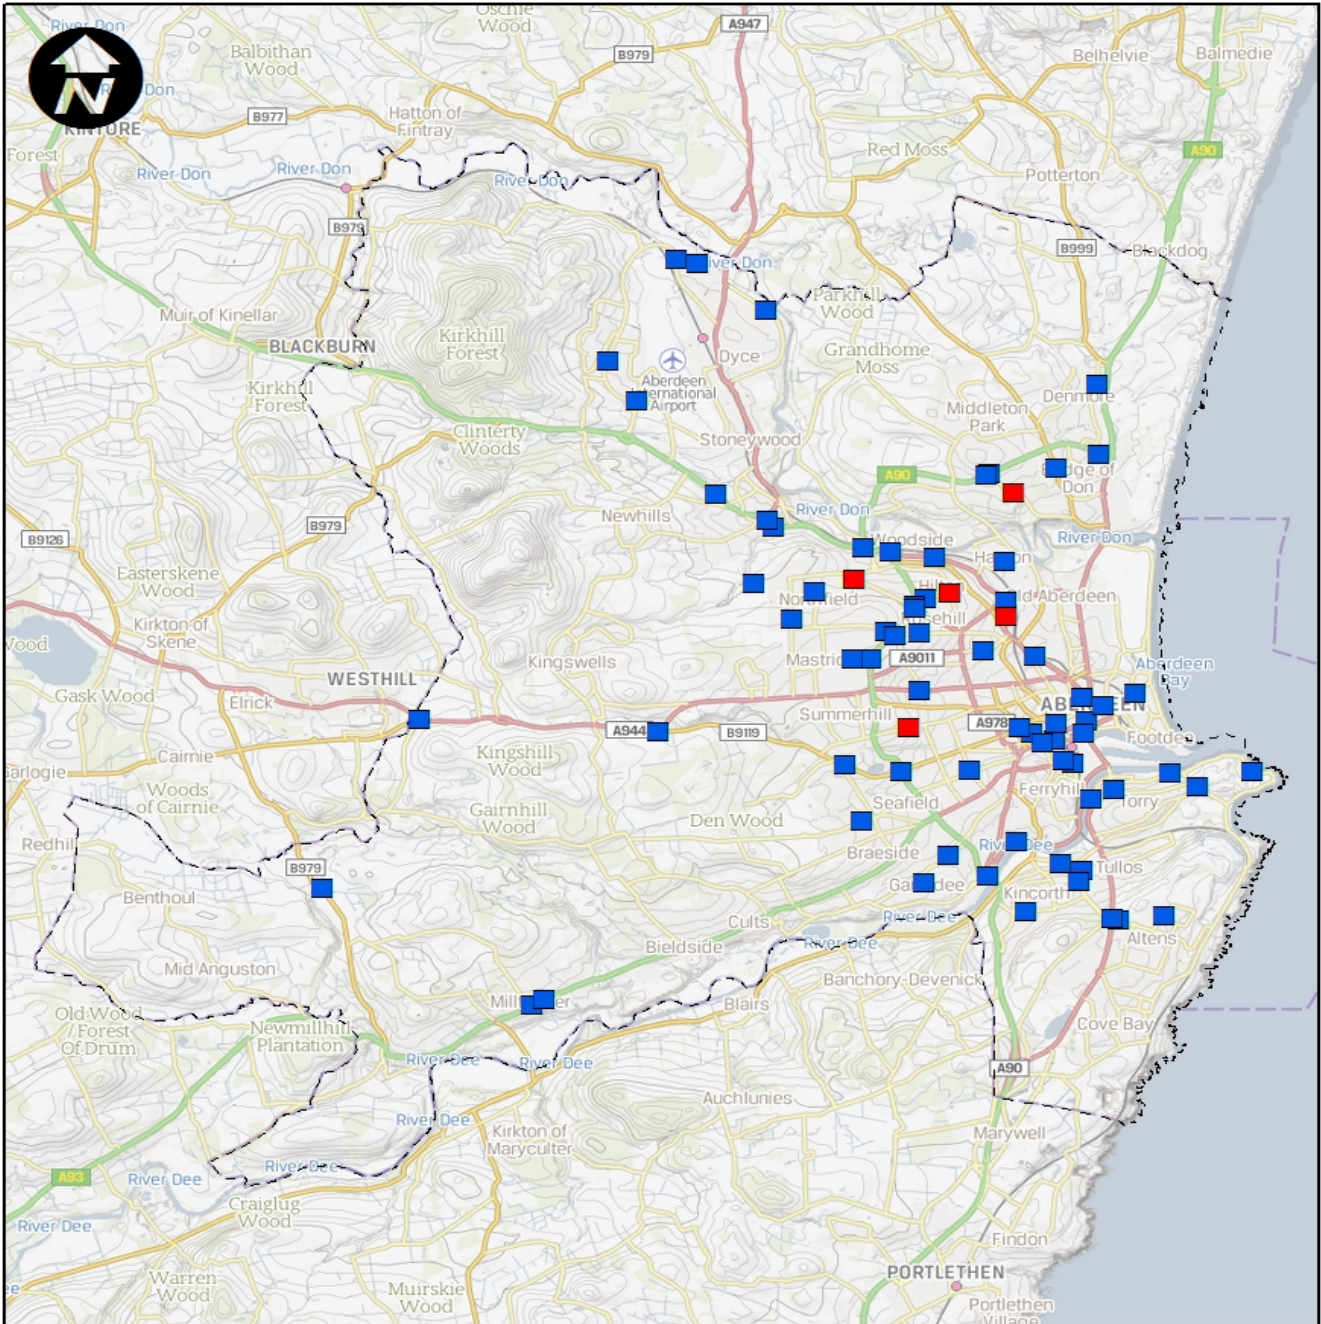 Oschie
Wood
River Don
A947
B979
Belhelvie
Balmedie
Balbithan
Wood
Don
N
KINTORE
B977
Hatton of
Fintray
Forest
River Don
River Don
River Don
Red Moss
A90
Potterton
B979
B999
Blackdog
River Don
Parkhill
Wood
Muir of Kinellar
BLACKBURN
Kirkhill
Forest
Dyce
Grandhome
Moss
Kirkhill
Forest
Aberdeen
International
Airport
Denmore
Middleton
Park
Clinterty
Woods
Stoneywood
A90
Bridge of
Don
River Don
Newhills
B979
B9126
Woodside
River Don
Easterskene
Wood
Northfield
Hilton
Old Aberdeen
Rosehill
Kirkton of
Skene
Wood
Kingswells
Mastrick
A9011
Aberdeen
Bay
WESTHILL
Gask Wood
Elrick
ABERDEEN
Summerhill
A944
B9119
A978
Footdee
Cairnie
Kingshill
Wood
Garlogie
Woods
of Cairnie
Ferryhill
Torry
Seafield
Gairnhill
Wood
Den Wood
Redhill
Braeside
River Dee
B979
Tullos
Benthoul
Garthdee
Kincorth
Cults
River Dee
Bieldside
River Dee
Altens
Mid Anguston
Banchory-Devenick
Milltimber
Blairs
Old Wood
Forest
Of Drum
Newmillhill
Plantation
Cove Bay
River Dee
River Dee
A90
Auchlunies
River Dee
Kirkton of
Maryculter
Marywell
River Dee
A93
River Dee
Craiglug
Wood
River Dee
Findon
PORTLETHEN
Warren
Wood
Muirskie
Wood
Portlethen
Village